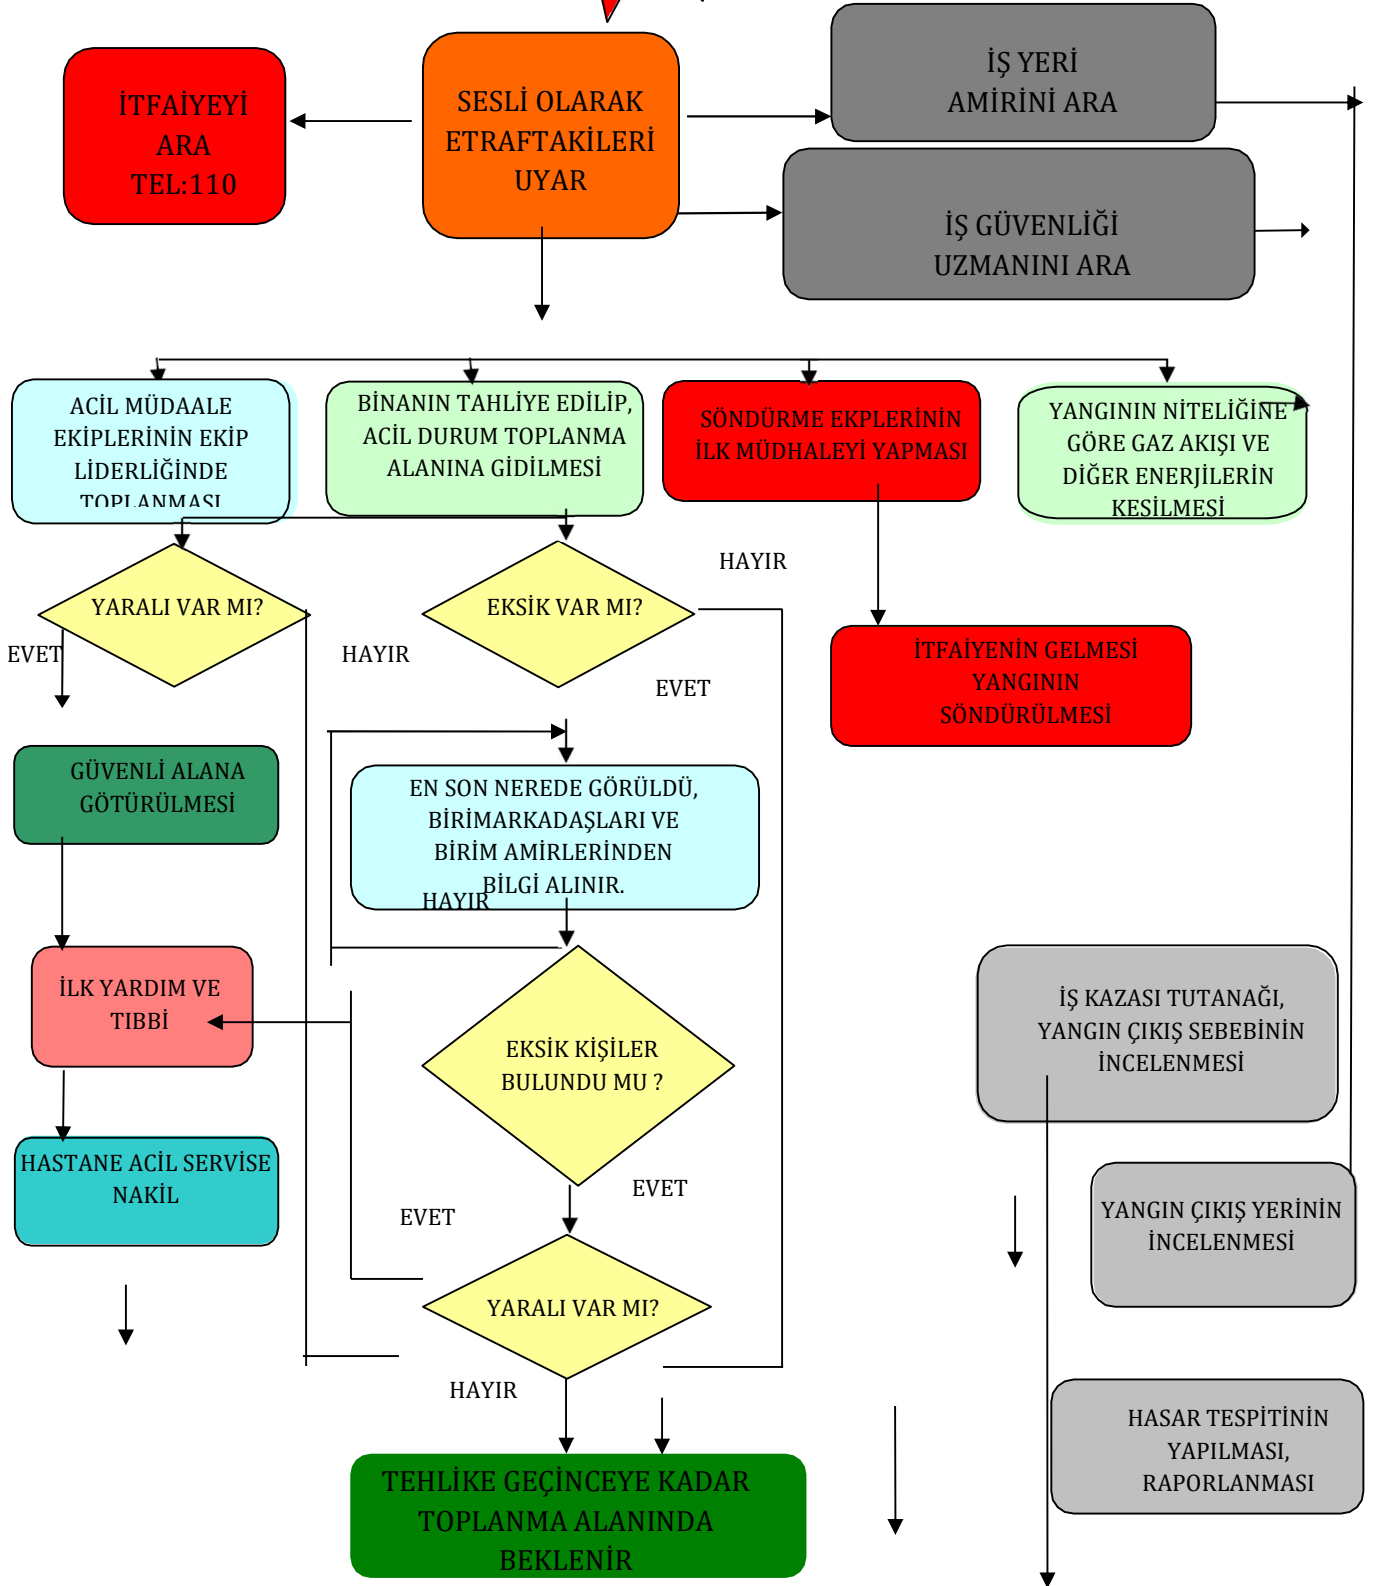 İTFAİYEYİ
ARA
TEL:110
SESLİ OLARAK
ETRAFTAKİLERİ
UYAR
İŞ YERİ
AMİRİNİ ARA
İŞ GÜVENLİĞİ
UZMANINI ARA
ACİL MÜDAALE
EKİPLERİNİN EKİP
LİDERLİĞİNDE
TOPLANMASI
BİNANIN TAHLİYE EDİLİP,
ACİL DURUM TOPLANMA
ALANINA GİDİLMESİ
SÖNDÜRME EKPLERİNİN
İLK MÜDHALEYİ YAPMASI
YANGININ NİTELİĞİNE
GÖRE GAZ AKIŞI VE
DİĞER ENERJİLERİN
KESİLMESİ
YARALI VAR MI?
EKSİK VAR MI?
HAYIR
EVET
HAYIR
EVET
İTFAİYENİN GELMESİ
YANGININ
SÖNDÜRÜLMESİ
GÜVENLİ ALANA
GÖTÜRÜLMESİ
EN SON NEREDE GÖRÜLDÜ,
BİRİMARKADAŞLARI VE
BİRİM AMİRLERİNDEN
BİLGİ ALINIR.
HAYIR
İLK YARDIM VE
TIBBİ
EKSİK KİŞİLER
BULUNDU MU ?
İŞ KAZASI TUTANAĞI,
YANGIN ÇIKIŞ SEBEBİNİN
İNCELENMESİ
HASTANE ACİL SERVİSE
NAKİL
EVET
EVET
YANGIN ÇIKIŞ YERİNİN
İNCELENMESİ
YARALI VAR MI?
HAYIR
HASAR TESPİTİNİN
YAPILMASI,
RAPORLANMASI
TEHLİKE GEÇİNCEYE KADAR
TOPLANMA ALANINDA
BEKLENİR